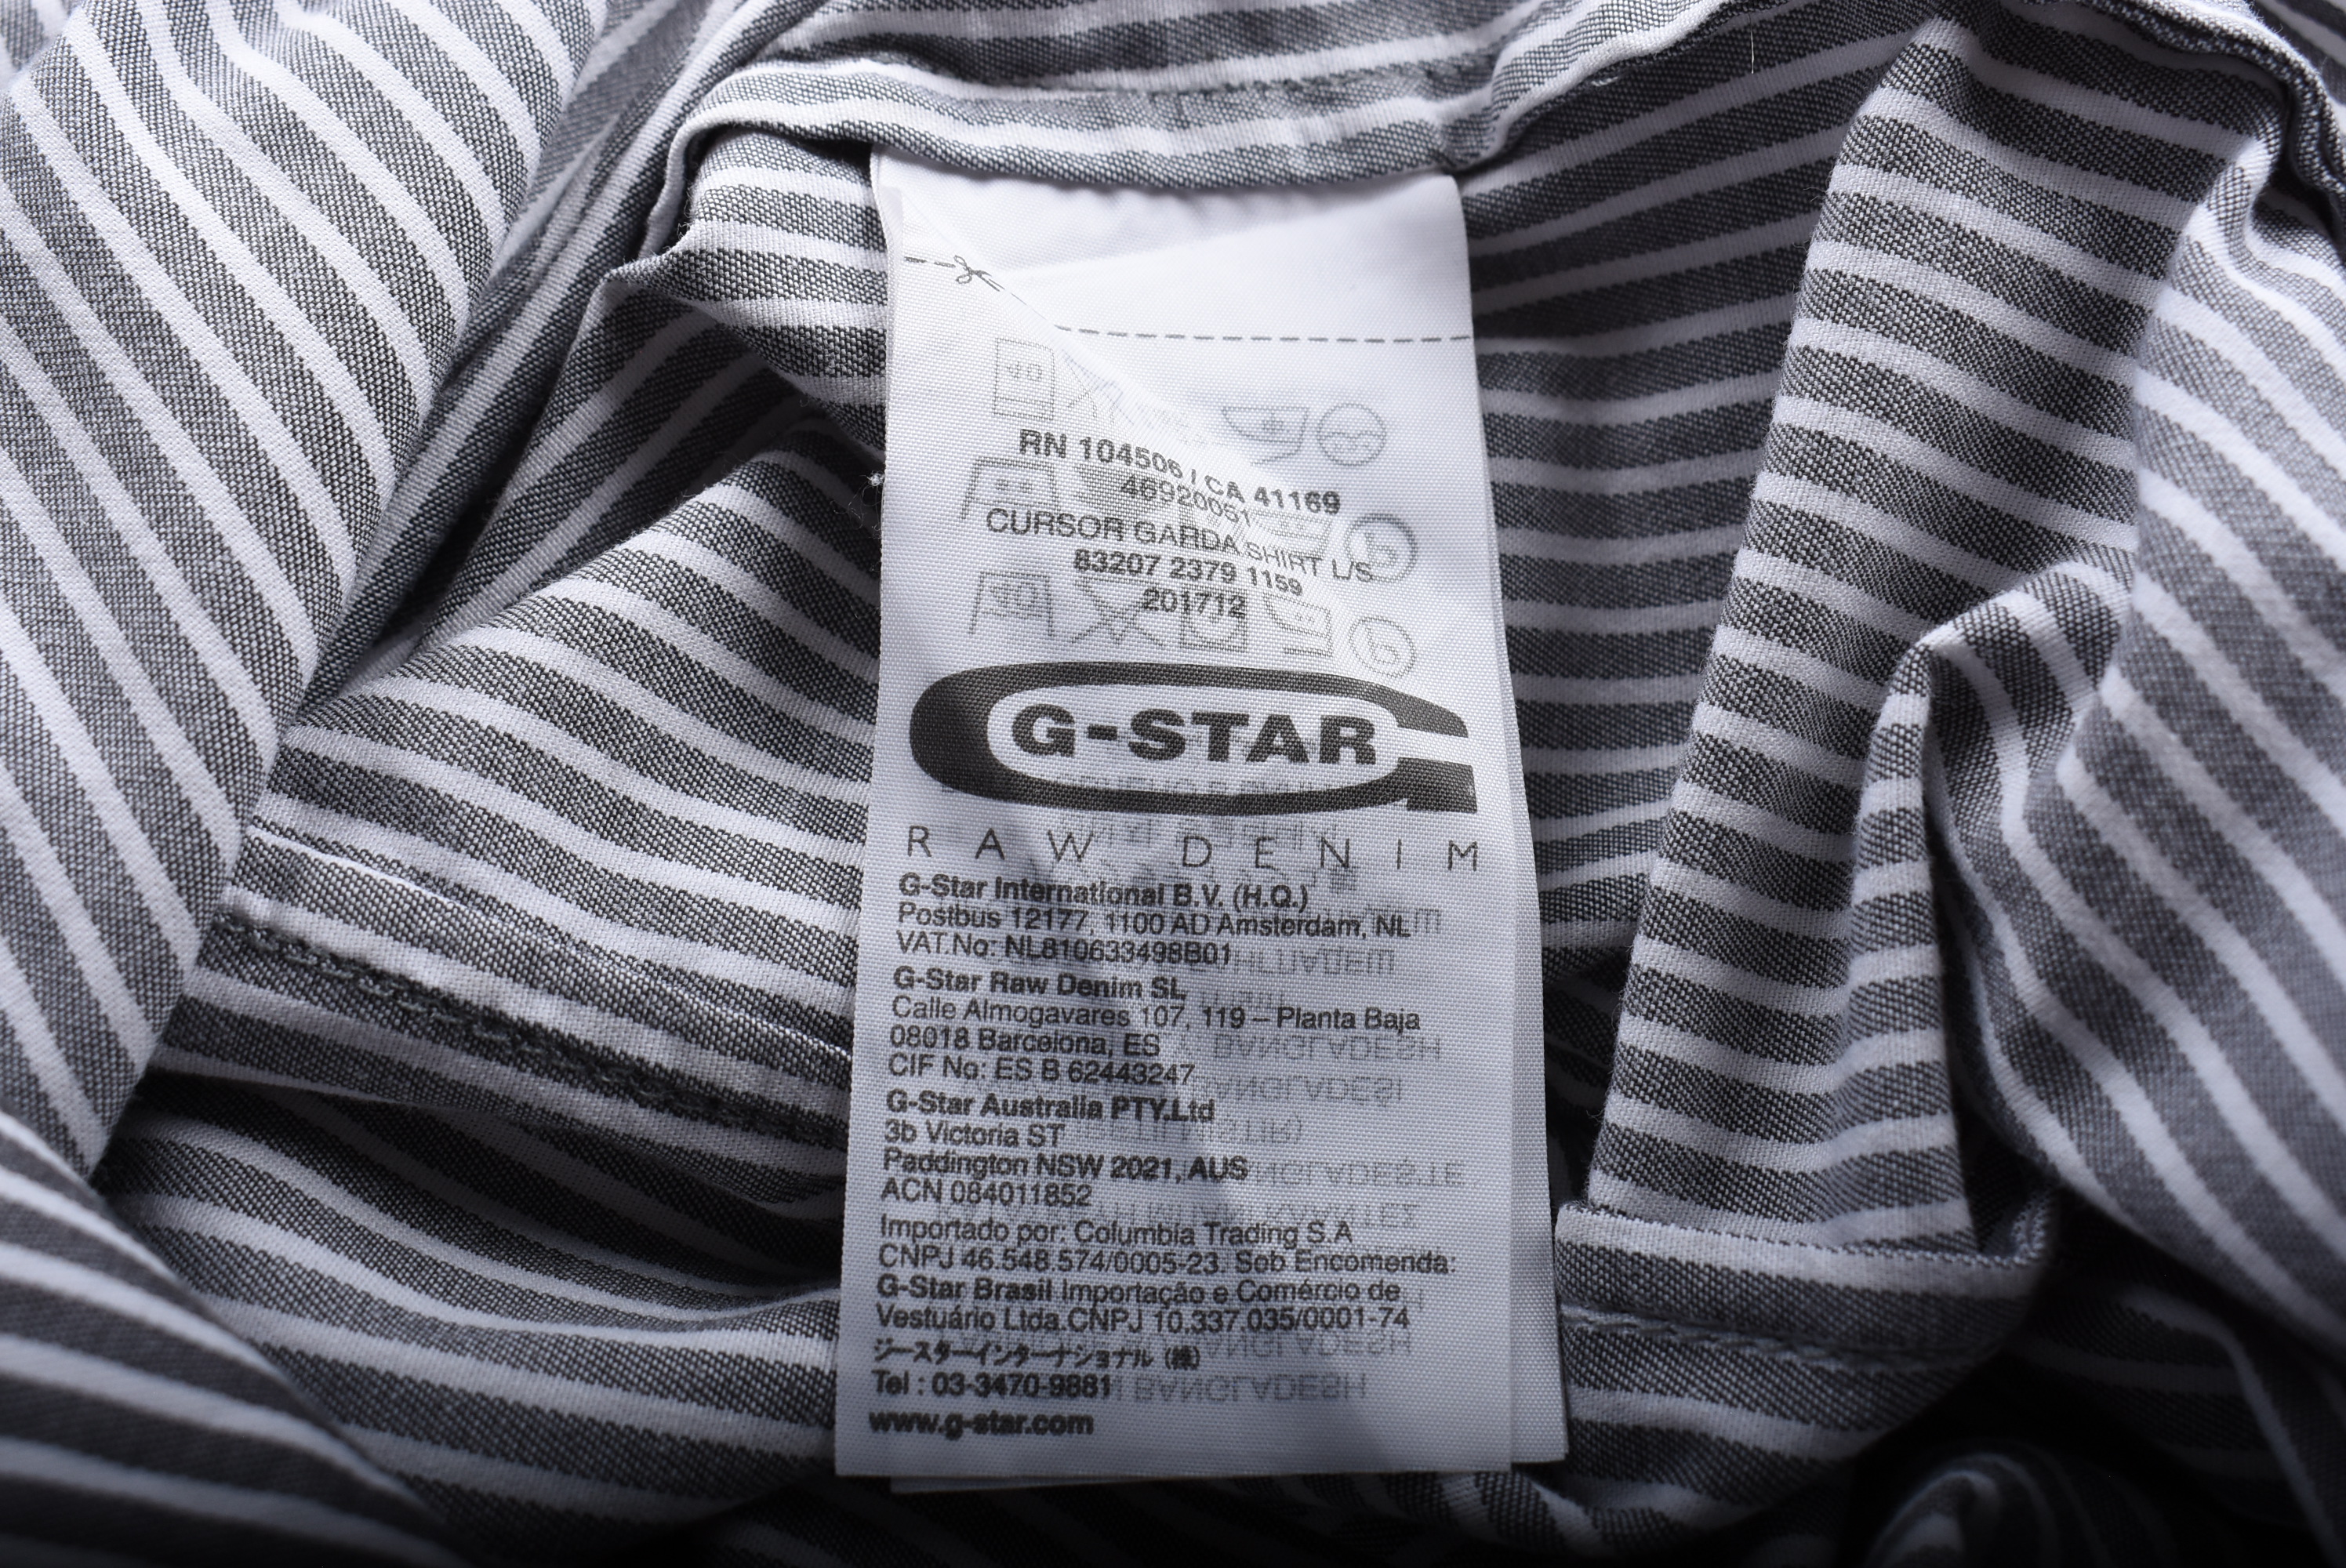 RN 104506 / CA 41169
46920051
CURSOR GARDA SHIRT L/S
83207 2379 1159
201712
G-STAR
RAW DENIM
G-Star International B.V. (H.Q.)
Postbus 12177, 1100 AD Amsterdam, NL
VAT.No: NL810633498B01
G-Star Raw Denim SL
Calle Almogavares 107, 119 – Planta Baja
08018 Barcelona, ES
CIF No: ES B 62443247
G-Star Australia PTY.Ltd
3b Victoria ST
Paddington NSW 2021, AUS
ACN 084011852
Importado por: Columbia Trading S.A
CNPJ 46.548.574/0005-23. Sob Encomenda:
G-Star Brasil Importação e Comércio de
Vestuário Ltda.CNPJ 10.337.035/0001-74
ジースターインターナショナル（株）
Tel : 03-3470-9881
www.g-star.com